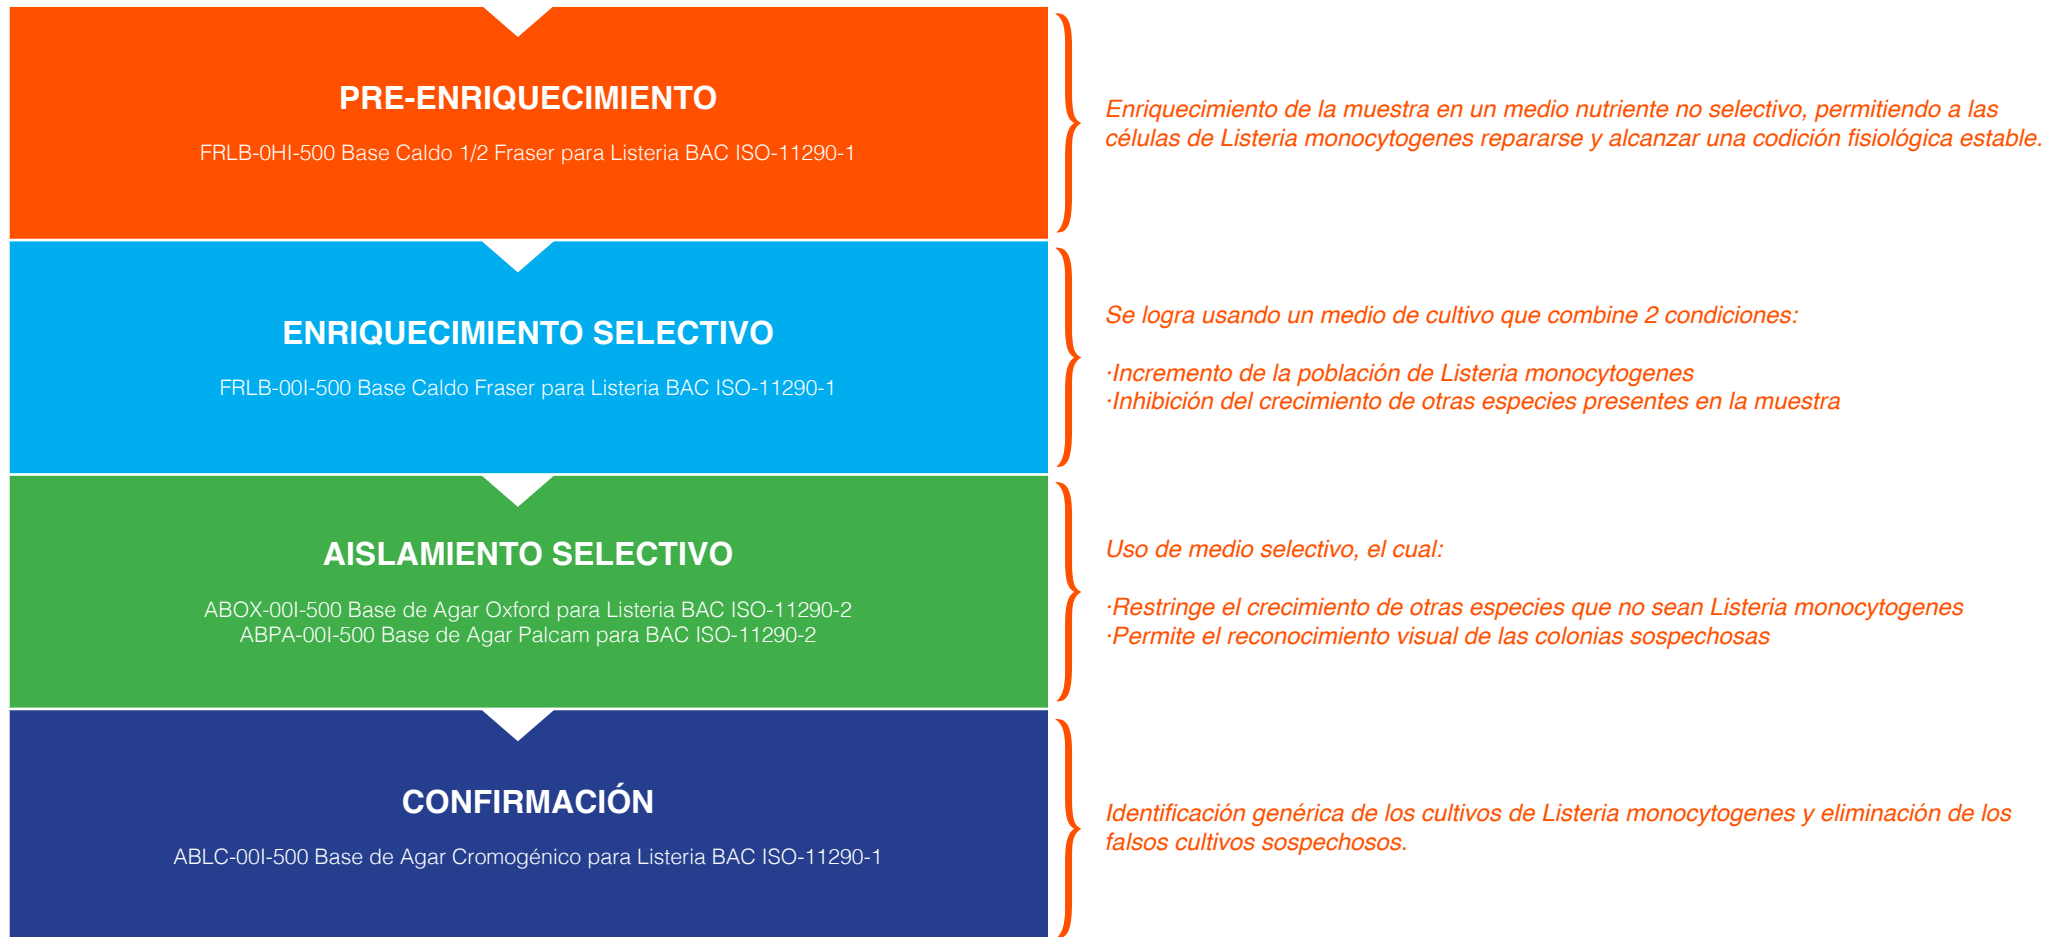 PRE-ENRIQUECIMIENTO
FRLB-0HI-500 Base Caldo 1/2 Fraser para Listeria BAC ISO-11290-1
Enriquecimiento de la muestra en un medio nutriente no selectivo, permitiendo a las
células de Listeria monocytogenes repararse y alcanzar una codición fisiológica estable.
ENRIQUECIMIENTO SELECTIVO
FRLB-00I-500 Base Caldo Fraser para Listeria BAC ISO-11290-1
Se logra usando un medio de cultivo que combine 2 condiciones:
·Incremento de la población de Listeria monocytogenes
·Inhibición del crecimiento de otras especies presentes en la muestra
AISLAMIENTO SELECTIVO
ABOX-00I-500 Base de Agar Oxford para Listeria BAC ISO-11290-2
ABPA-00I-500 Base de Agar Palcam para BAC ISO-11290-2
Uso de medio selectivo, el cual:
·Restringe el crecimiento de otras especies que no sean Listeria monocytogenes
·Permite el reconocimiento visual de las colonias sospechosas
CONFIRMACIÓN
ABLC-00I-500 Base de Agar Cromogénico para Listeria BAC ISO-11290-1
Identificación genérica de los cultivos de Listeria monocytogenes y eliminación de los
falsos cultivos sospechosos.